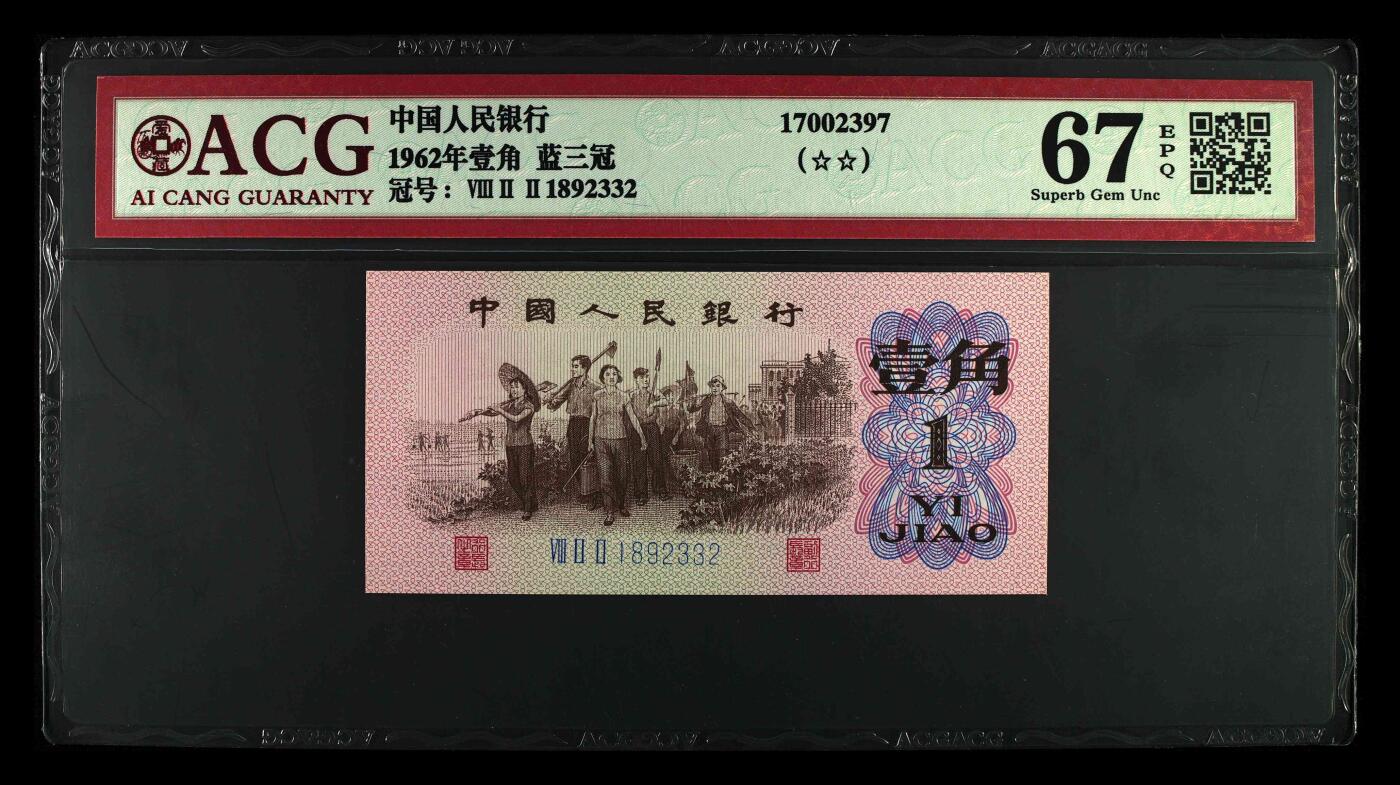 ACG
AI CANG GUARANTY
中国人民银行
1962年壹角 蓝三冠
冠号：Ⅷ Ⅱ Ⅱ 1892332
17002397
(☆☆)
67
EPQ
Superb Gem Unc
中國人民銀行
壹角
1
YI
JIAO
Ⅷ Ⅱ Ⅱ 1892332